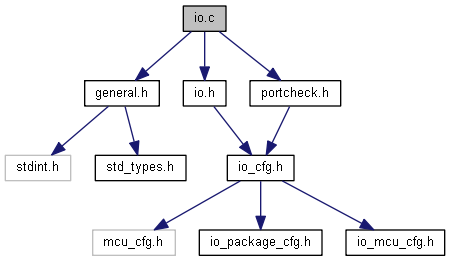 io.c
general.h
io.h
portcheck.h
stdint.h
std_types.h
io_cfg.h
mcu_cfg.h
io_package_cfg.h
io_mcu_cfg.h